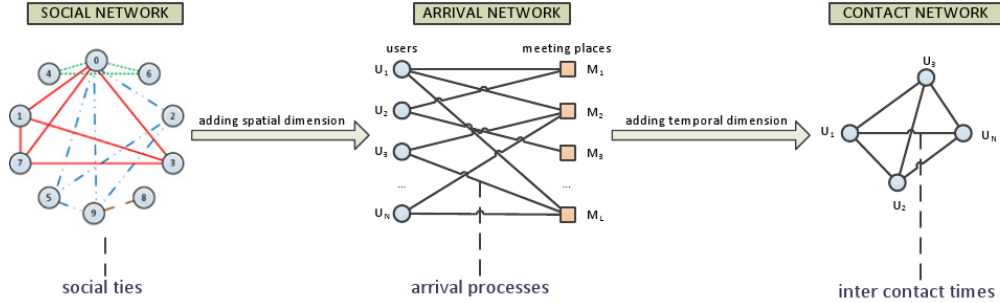 SOCIAL NETWORK
ARRIVAL NETWORK
CONTACT NETWORK
users
meeting places
0
4
6
1
2
7
3
5
8
9
adding spatial dimension
U1
U2
U3
...
UN
M1
M2
M3
...
ML
adding temporal dimension
U3
U1
UN
U2
social ties
arrival processes
inter contact times